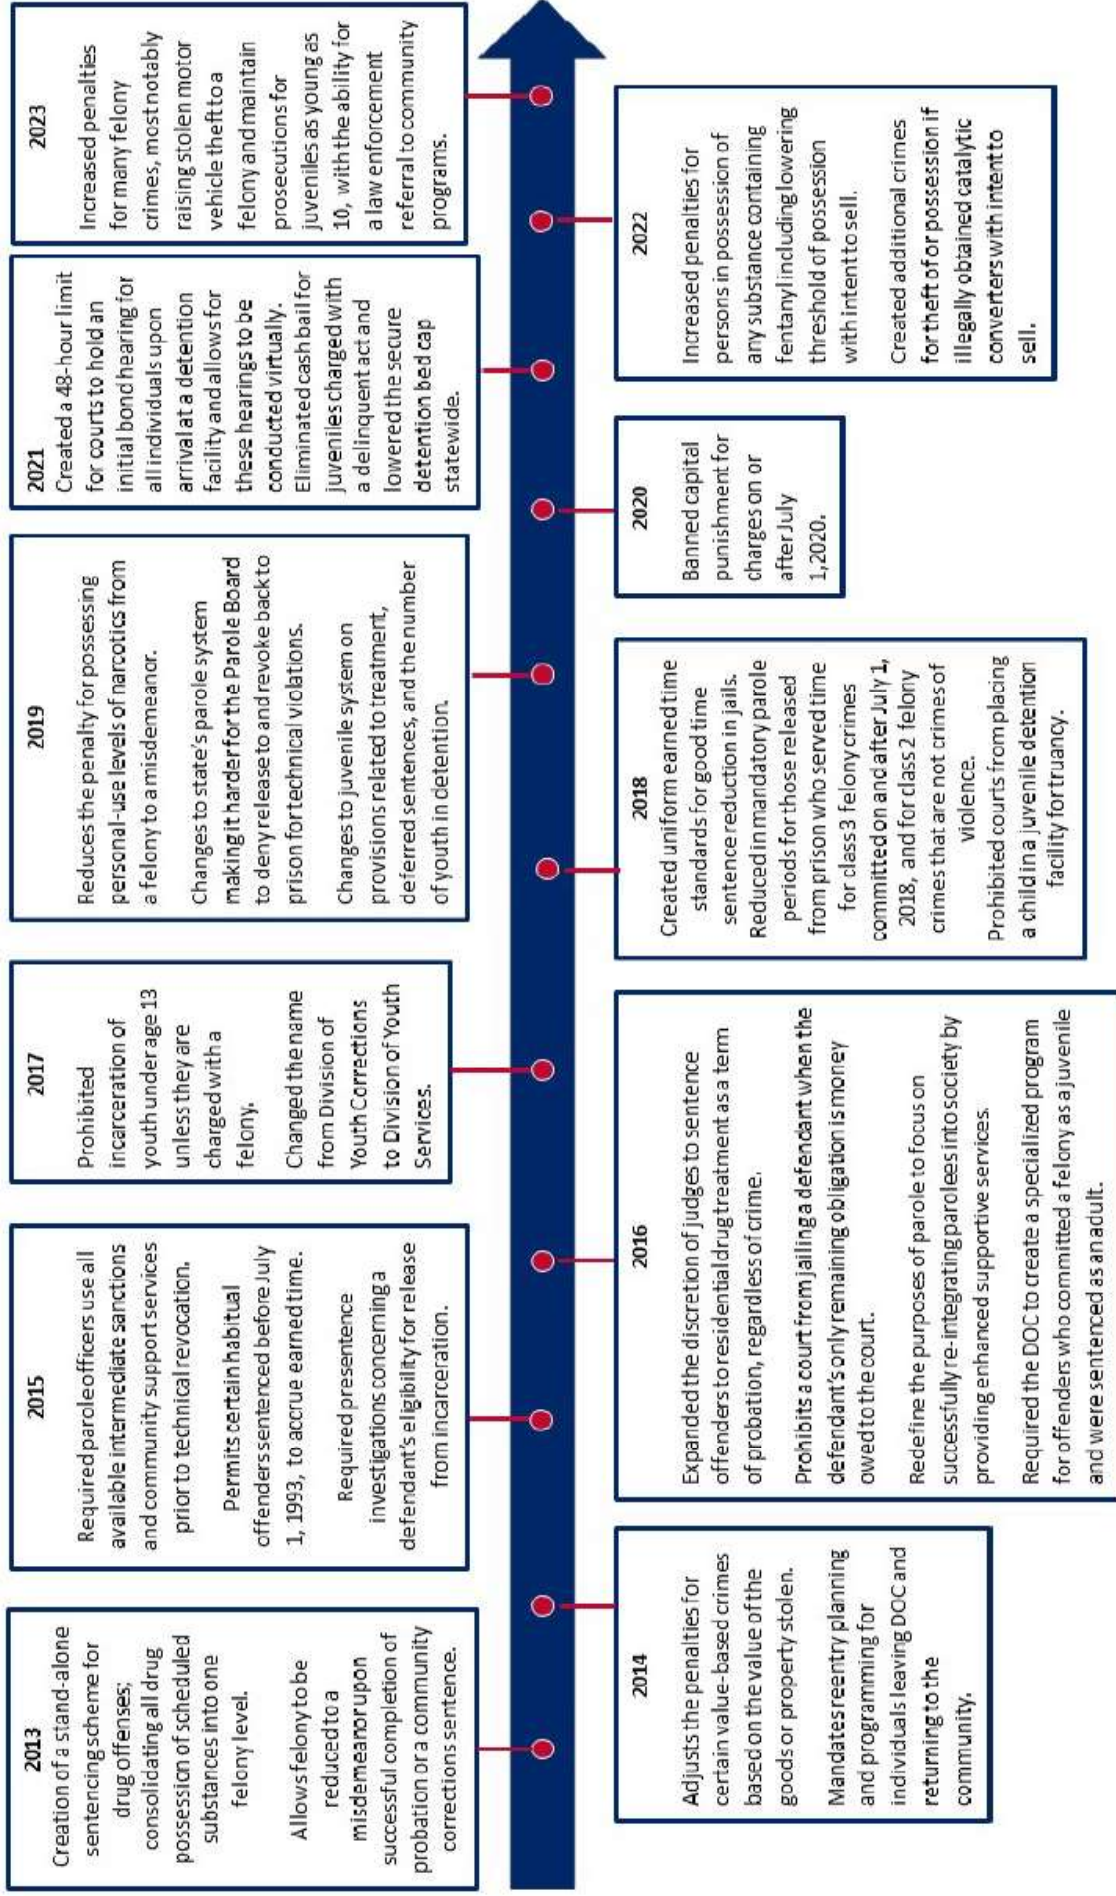 2013
Creation of a stand-alone
sentencing scheme for
drug offenses;
consolidating all drug
possession of scheduled
substances into one
felony level.
Allows felony to be
reduced to a
misdemeanor upon
successful completion of
probation or a community
corrections sentence.
2014
Adjusts the penalties for
certain value-based crimes
based on the value of the
goods or property stolen.
Mandates reentry planning
and programming for
individuals leaving DOC and
returning to the
community.
2015
Required parole officers use all
available intermediate sanctions
and community support services
prior to technical revocation.
Permits certain habitual
offenders sentenced before July
1, 1993, to accrue earned time.
Required presentence
investigations concerning a
defendant's eligibility for release
from incarceration.
2016
Expanded the discretion of judges to sentence
offenders to residential drug treatment as a term
of probation, regardless of crime.
Prohibits a court from jailing a defendant when the
defendant's only remaining obligation is money
owed to the court.
Redefine the purposes of parole to focus on
successfully re-integrating parolees into society by
providing enhanced supportive services.
Required the DOC to create a specialized program
for offenders who committed a felony as a juvenile
and were sentenced as an adult.
2017
Prohibited
incarceration of
youth under age 13
unless they are
charged with a
felony.
Changed the name
from Division of
Youth Corrections
to Division of Youth
Services.
2018
Created uniform earned time
standards for good time
sentence reduction in jails.
Reduced in mandatory parole
periods for those released
from prison who served time
for class 3 felony crimes
committed on and after July 1,
2018, and for class 2 felony
crimes that are not crimes of
violence.
Prohibited courts from placing
a child in a juvenile detention
facility for truancy.
2019
Reduces the penalty for possessing
personal-use levels of narcotics from
a felony to a misdemeanor.
Changes to state's parole system
making it harder for the Parole Board
to deny release to and revoke back to
prison for technical violations.
Changes to juvenile system on
provisions related to treatment,
deferred sentences, and the number
of youth in detention.
2020
Banned capital
punishment for
charges on or
after July
1,2020.
2021
Created a 48-hour limit
for courts to hold an
initial bond hearing for
all individuals upon
arrival at a detention
facility and allows for
these hearings to be
conducted virtually.
Eliminated cash bail for
juveniles charged with
a delinquent act and
lowered the secure
detention bed cap
statewide.
2022
Increased penalties for
persons in possession of
any substance containing
fentanyl including lowering
threshold of possession
with intent to sell.
Created additional crimes
for theft of or possession if
illegally obtained catalytic
converters with intent to
sell.
2023
Increased penalties
for many felony
crimes, most notably
raising stolen motor
vehicle theft to a
felony and maintain
prosecutions for
juveniles as young as
10, with the ability for
a law enforcement
referral to community
programs.